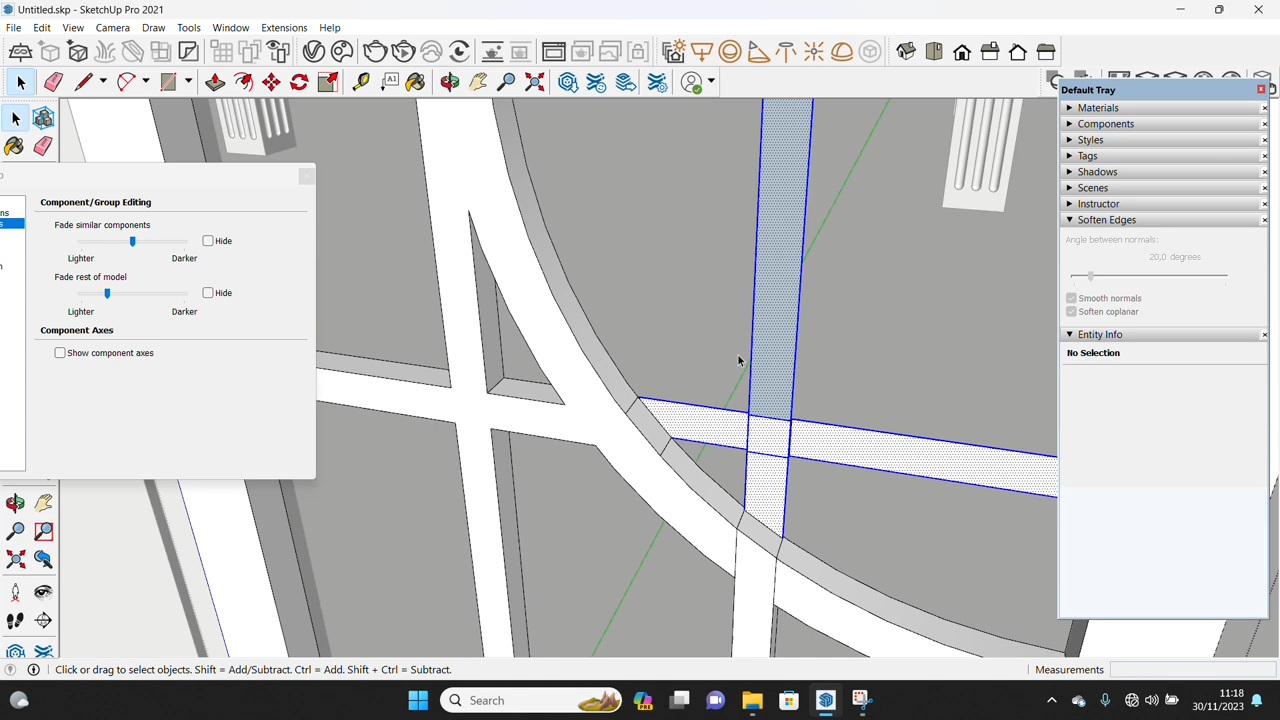 Untitled.skp - SketchUp Pro 2021
File Edit View Camera Draw Tools Window Extensions Help
A1
Default Tray
Materials
Components
Styles
Tags
Shadows
Scenes
Instructor
Soften Edges
Angle between normals:
20,0 degrees
Smooth normals
Soften coplanar
Entity Info
No Selection
Component/Group Editing
Fade similar components
Hide
Lighter Darker
Fade rest of model
Hide
Lighter Darker
Component Axes
Show component axes
Click or drag to select objects. Shift = Add/Subtract. Ctrl = Add. Shift + Ctrl = Subtract.
Measurements
Search
PRE
11:18
30/11/2023